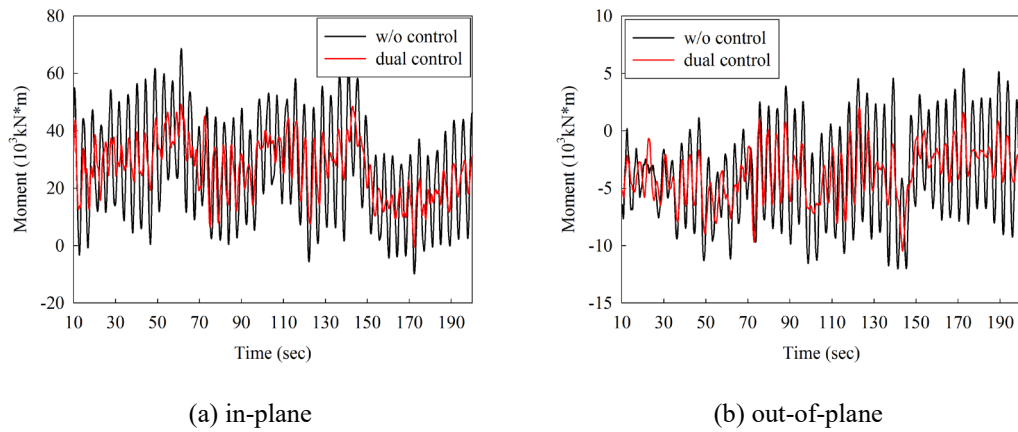 w/o control
dual control
Moment (10³kN*m)
80
60
40
20
0
-20
10 30 50 70 90 110 130 150 170 190
Time (sec)
(a) in-plane
w/o control
dual control
Moment (10³kN*m)
10
5
0
-5
-10
-15
10 30 50 70 90 110 130 150 170 190
Time (sec)
(b) out-of-plane